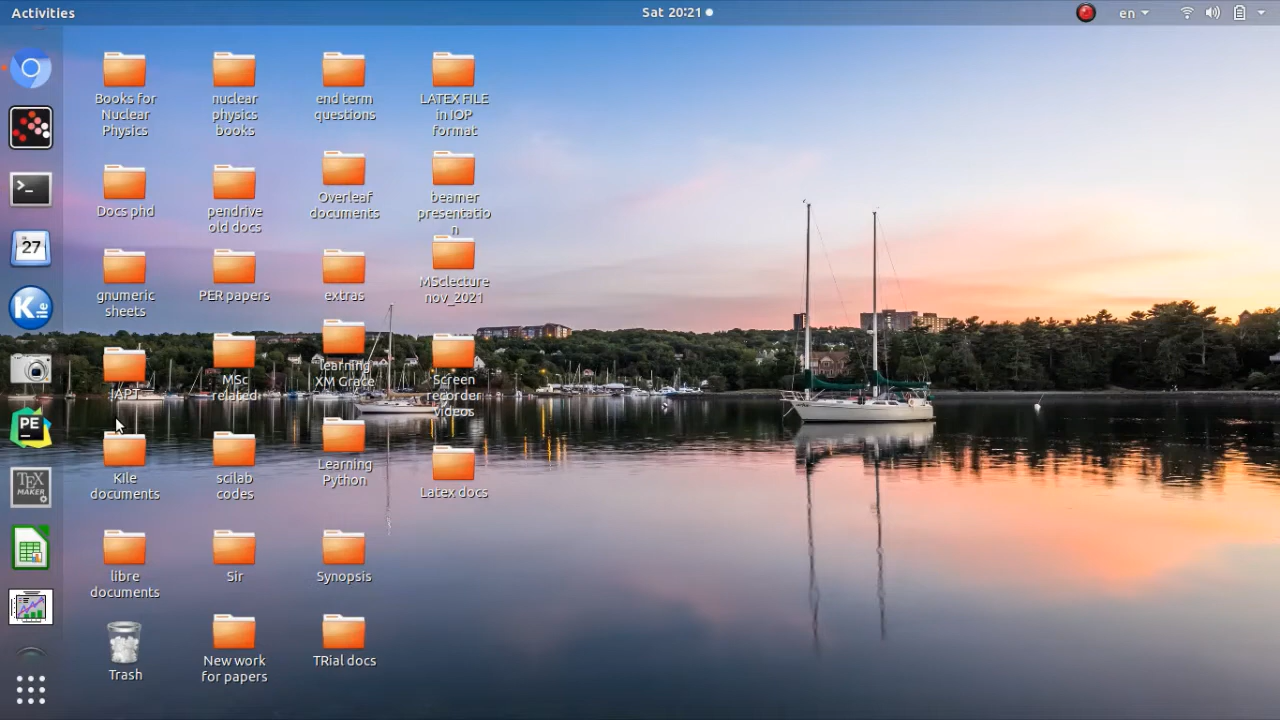 Activities
Sat 20:21
en
Books for
Nuclear
Physics
nuclear
physics
books
end term
questions
LATEX FILE
in IOP
format
Docs phd
pendrive
old docs
Overleaf
documents
beamer
presentatio
n
gnumeric
sheets
PER papers
extras
MSclecture
nov_2021
IAPT
MSc
related
learning
XM Grace
Screen
recorder
videos
KIle
documents
scilab
codes
Learning
Python
Latex docs
libre
documents
Sir
Synopsis
Trash
New work
for papers
TRial docs
>_
27
K
PE
TEX
MAKER